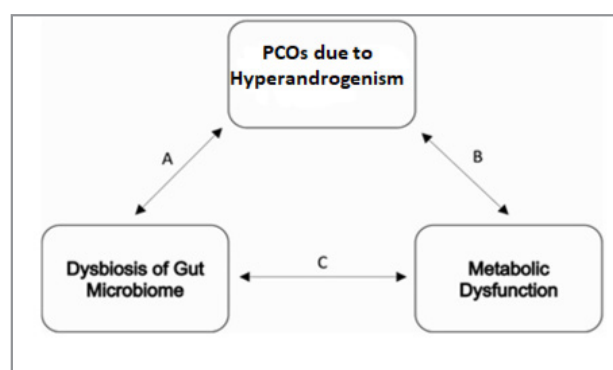 PCOs due to
Hyperandrogenism
A
B
Dysbiosis of Gut
Microbiome
C
Metabolic
Dysfunction